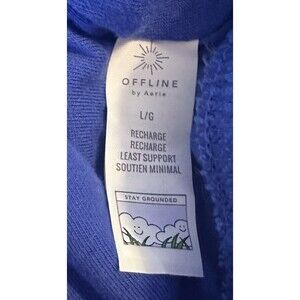 OFFLINE
by Aerie
L/G
RECHARGE
RECHARGE
LEAST SUPPORT
SOUTIEN MINIMAL
STAY GROUNDED